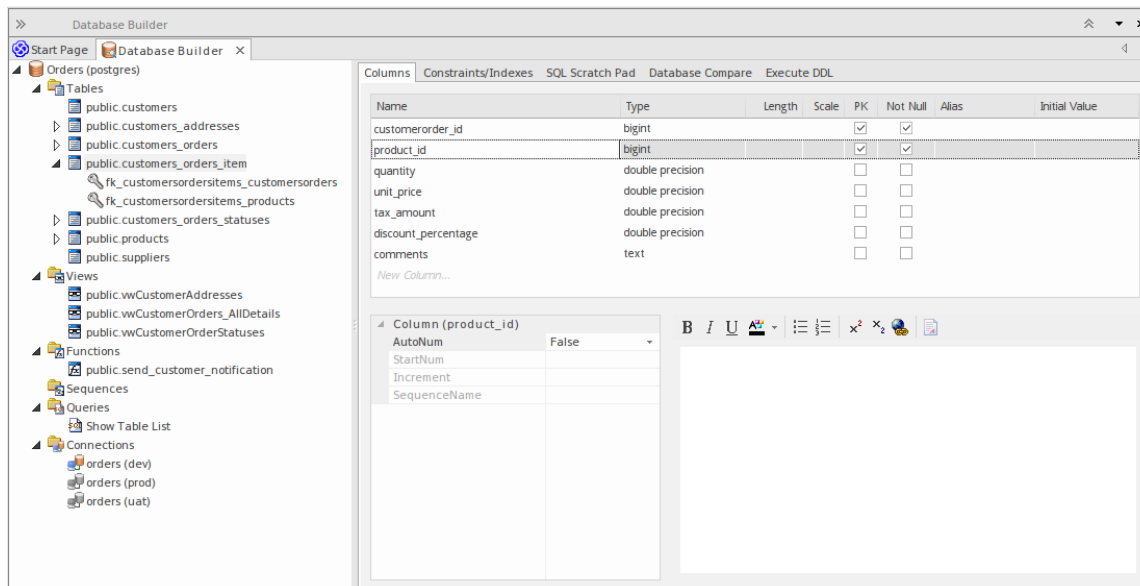 Database Builder
Start Page
Database Builder
Orders (postgres)
Tables
public.customers
public.customers_addresses
public.customers_orders
public.customers_orders_item
fk_customersordersitems_customersorders
fk_customersordersitems_products
public.customers_orders_statuses
public.products
public.suppliers
Views
public.vwCustomerAddresses
public.vwCustomerOrders_AllDetails
public.vwCustomerOrderStatuses
Functions
public.send_customer_notification
Sequences
Queries
Show Table List
Connections
orders (dev)
orders (prod)
orders (uat)
Columns Constraints/Indexes SQL Scratch Pad Database Compare Execute DDL
Name Type Length Scale PK Not Null Alias Initial Value
customerorder_id bigint
product_id bigint
quantity double precision
unit_price double precision
tax_amount double precision
discount_percentage double precision
comments text
New Column...
Column (product_id)
AutoNum False
StartNum
Increment
SequenceName
B I U A x² x₂